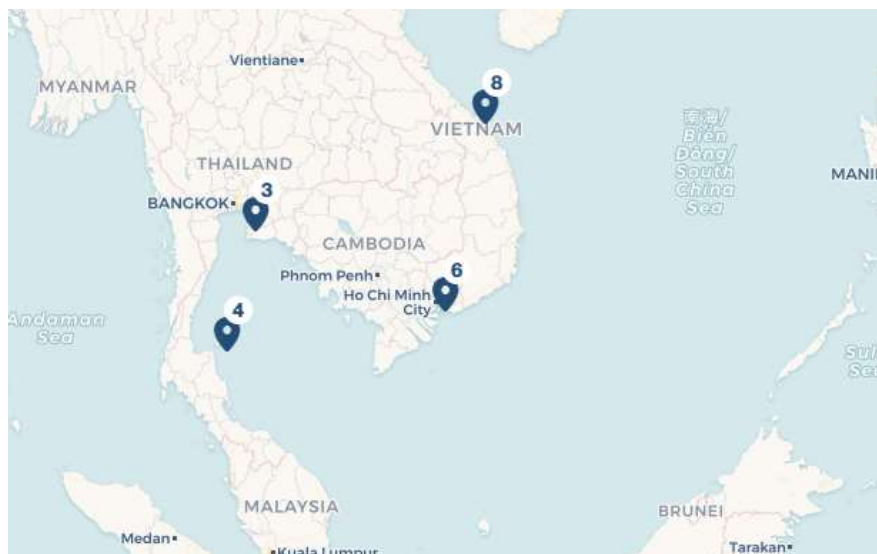 Vientiane
8
MYANMAR
VIETNAM
南海/
Biển
Đông/
South
China
Sea
THAILAND
MANI
3
BANGKOK
CAMBODIA
Phnom Penh
6
Ho Chi Minh
City
4
Andaman
Sea
Sul
Sea
MALAYSIA
BRUNEI
Medan
Kuala Lumpur
Tarakan